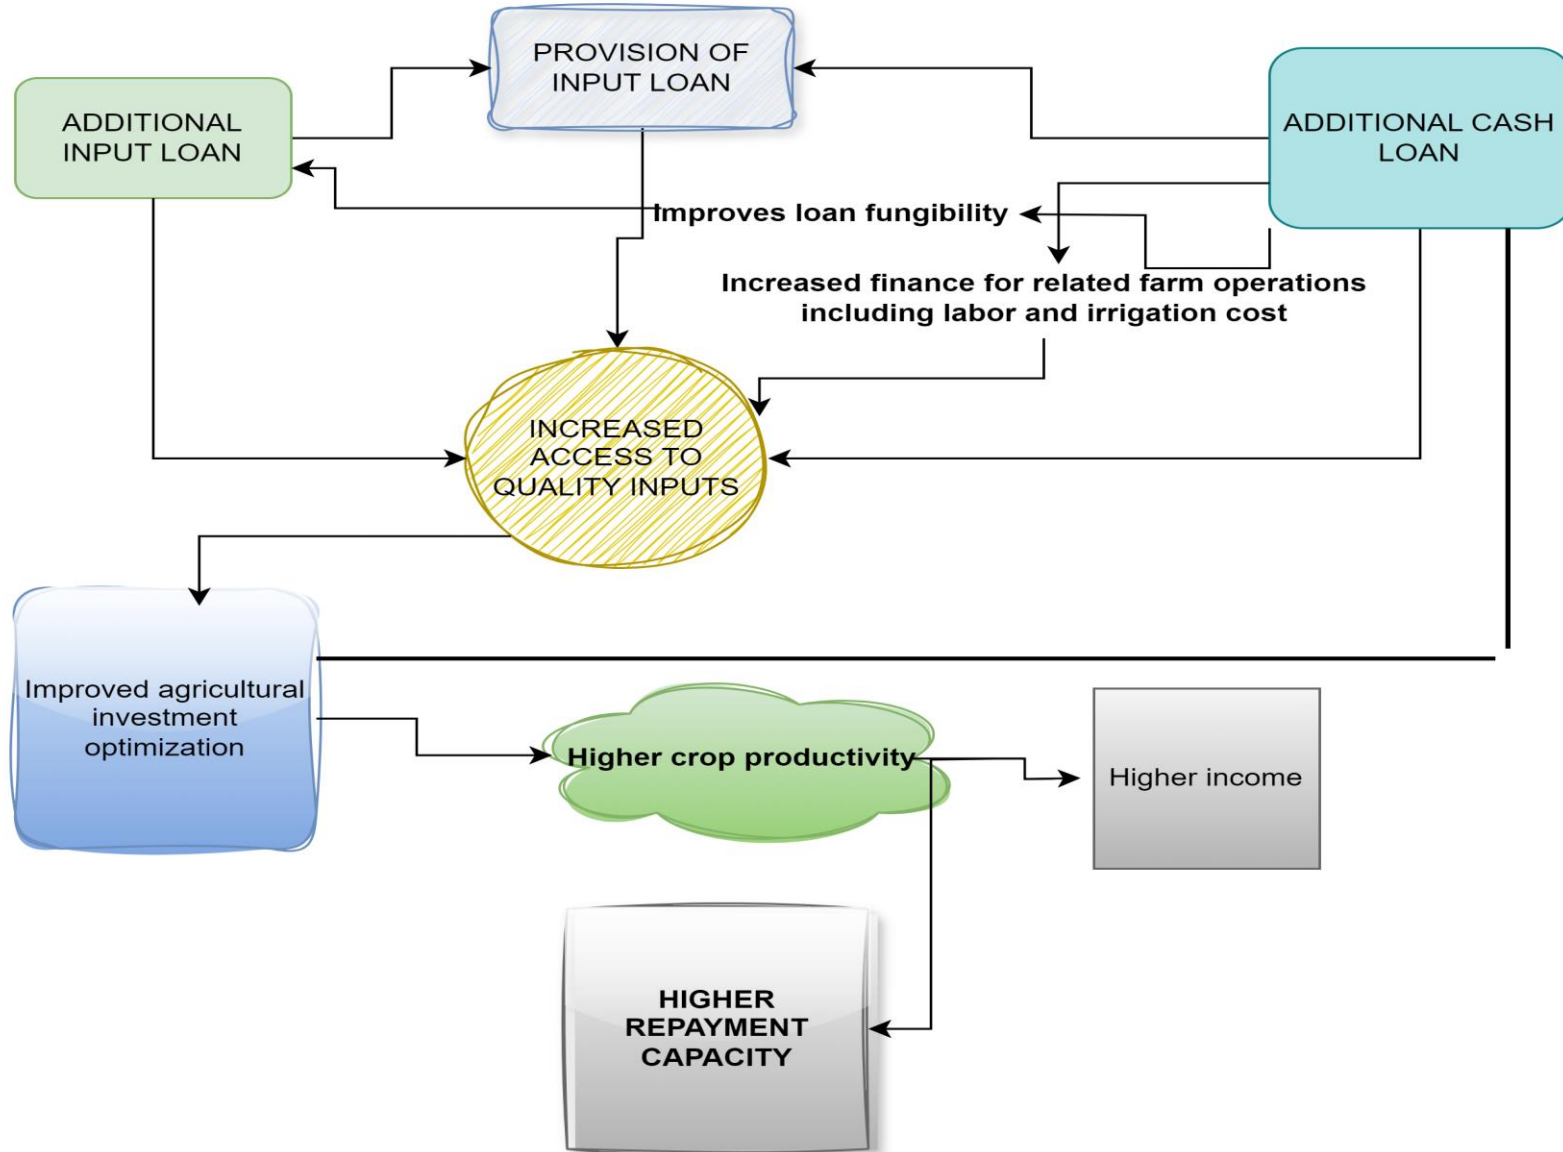 PROVISION OF
INPUT LOAN
ADDITIONAL
INPUT LOAN
ADDITIONAL CASH
LOAN
Improves loan fungibility
Increased finance for related farm operations
including labor and irrigation cost
INCREASED
ACCESS TO
QUALITY INPUTS
Improved agricultural
investment
optimization
Higher crop productivity
Higher income
HIGHER
REPAYMENT
CAPACITY